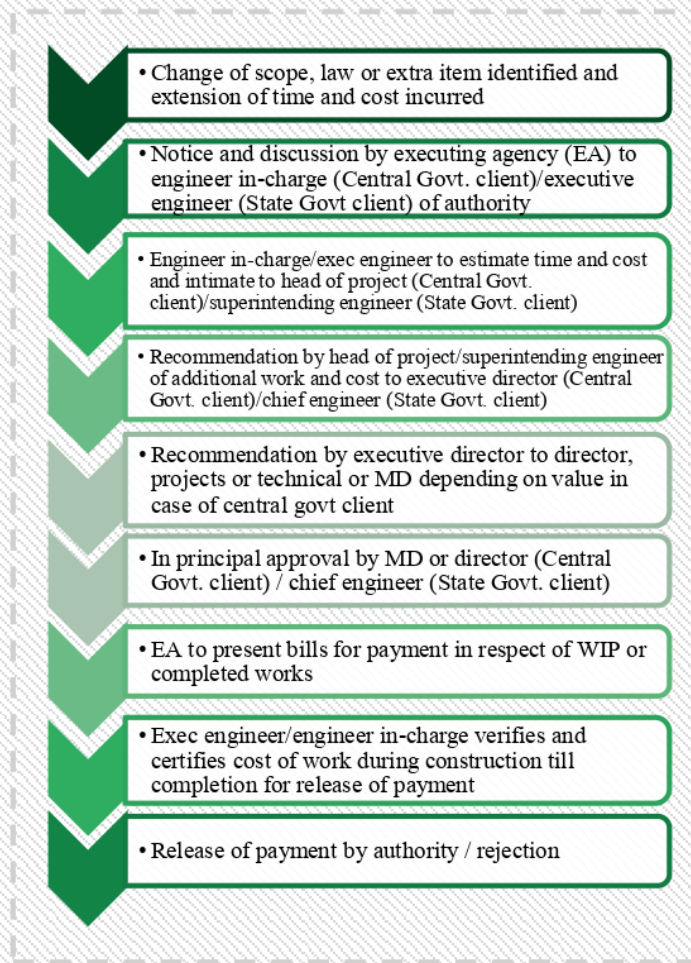 • Change of scope, law or extra item identified and
extension of time and cost incurred
• Notice and discussion by executing agency (EA) to
engineer in-charge (Central Govt. client)/executive
engineer (State Govt client) of authority
• Engineer in-charge/exec engineer to estimate time and cost
and intimate to head of project (Central Govt.
client)/superintending engineer (State Govt. client)
• Recommendation by head of project/superintending engineer
of additional work and cost to executive director (Central
Govt. client)/chief engineer (State Govt. client)
• Recommendation by executive director to director,
projects or technical or MD depending on value in
case of central govt client
• In principal approval by MD or director (Central
Govt. client) / chief engineer (State Govt. client)
• EA to present bills for payment in respect of WIP or
completed works
• Exec engineer/engineer in-charge verifies and
certifies cost of work during construction till
completion for release of payment
• Release of payment by authority / rejection